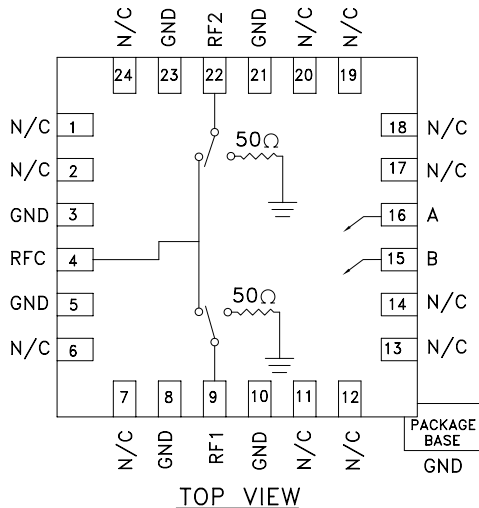 N/C GND RF2 GND N/C N/C
24 23 22 21 20 19
N/C 1
50Ω
18 N/C
N/C 2
17 N/C
GND 3
16 A
RFC 4
15 B
GND 5
50Ω
14 N/C
N/C 6
13 N/C
7 8 9 10 11 12
N/C GND RF1 GND N/C N/C
PACKAGE
BASE
GND
TOP VIEW